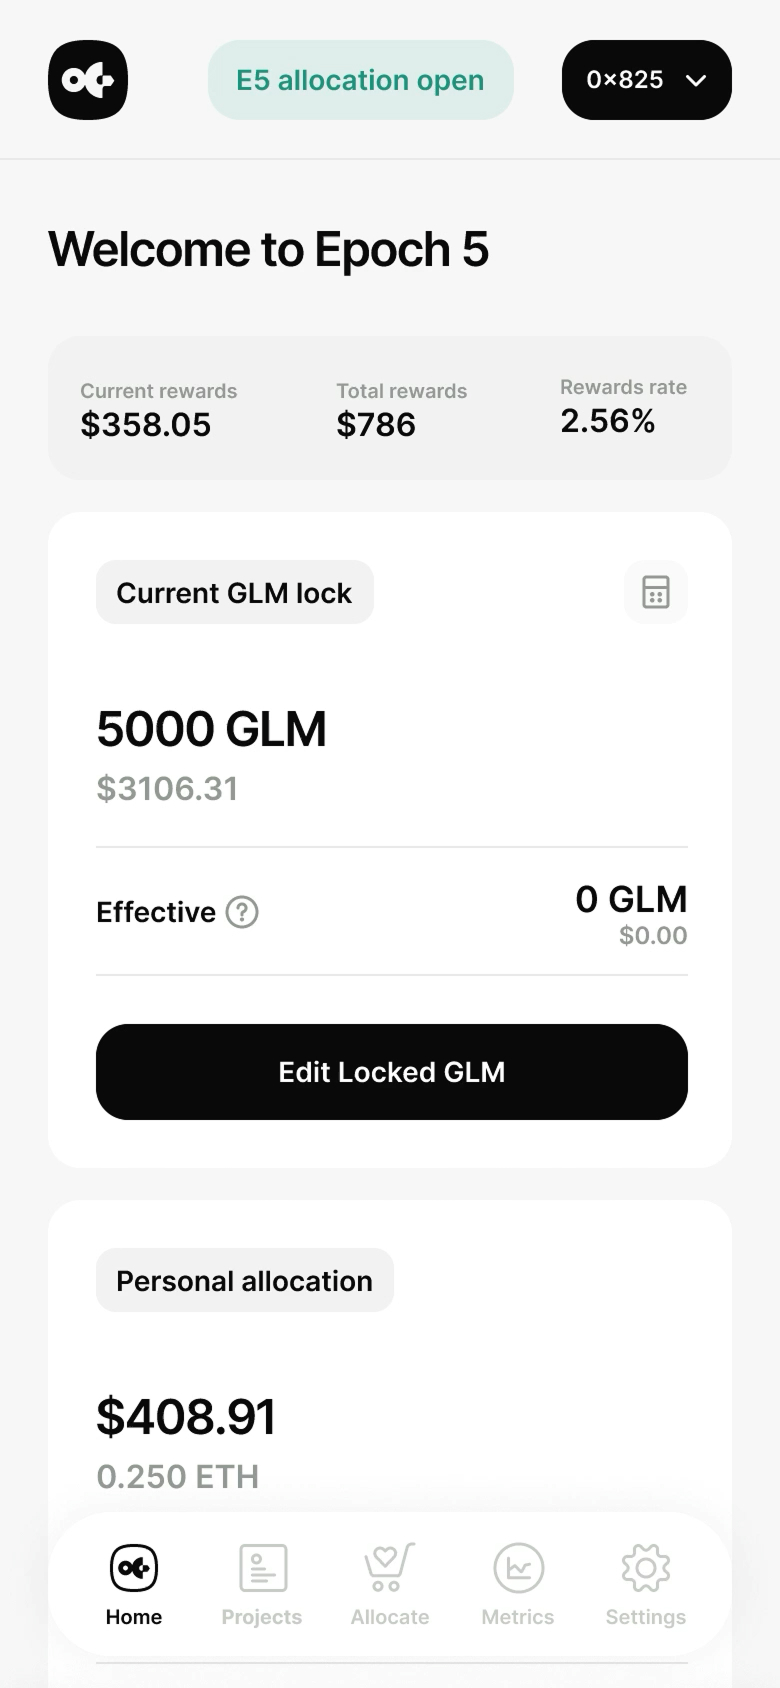 E5 allocation open
0×825
Welcome to Epoch 5
Current rewards
$358.05
Total rewards
$786
Rewards rate
2.56%
Current GLM lock
5000 GLM
$3106.31
Effective ?
0 GLM
$0.00
Edit Locked GLM
Personal allocation
$408.91
0.250 ETH
Home
Projects
Allocate
Metrics
Settings